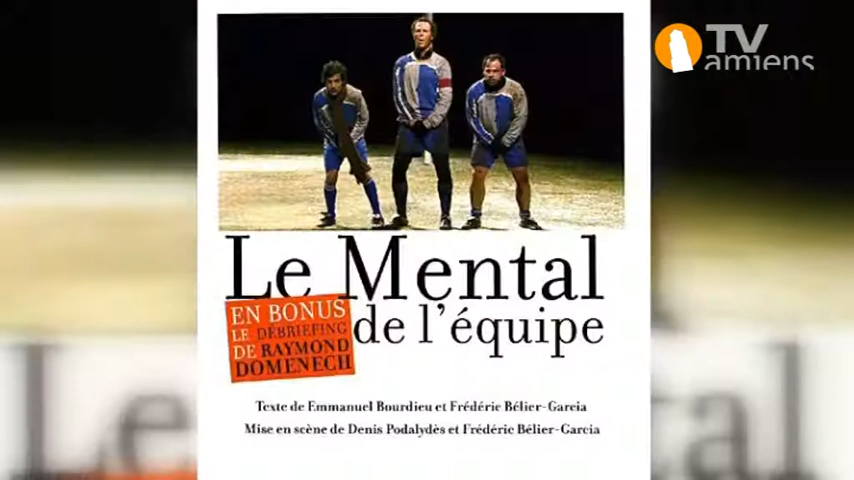 TV
amiens
Le Mental
de l'équipe
EN BONUS
LE DÉBRIEFING
DE RAYMOND
DOMENECH
Texte de Emmanuel Bourdieu et Frédéric Bélier-Garcia
Mise en scène de Denis Podalydès et Frédéric Bélier-Garcia